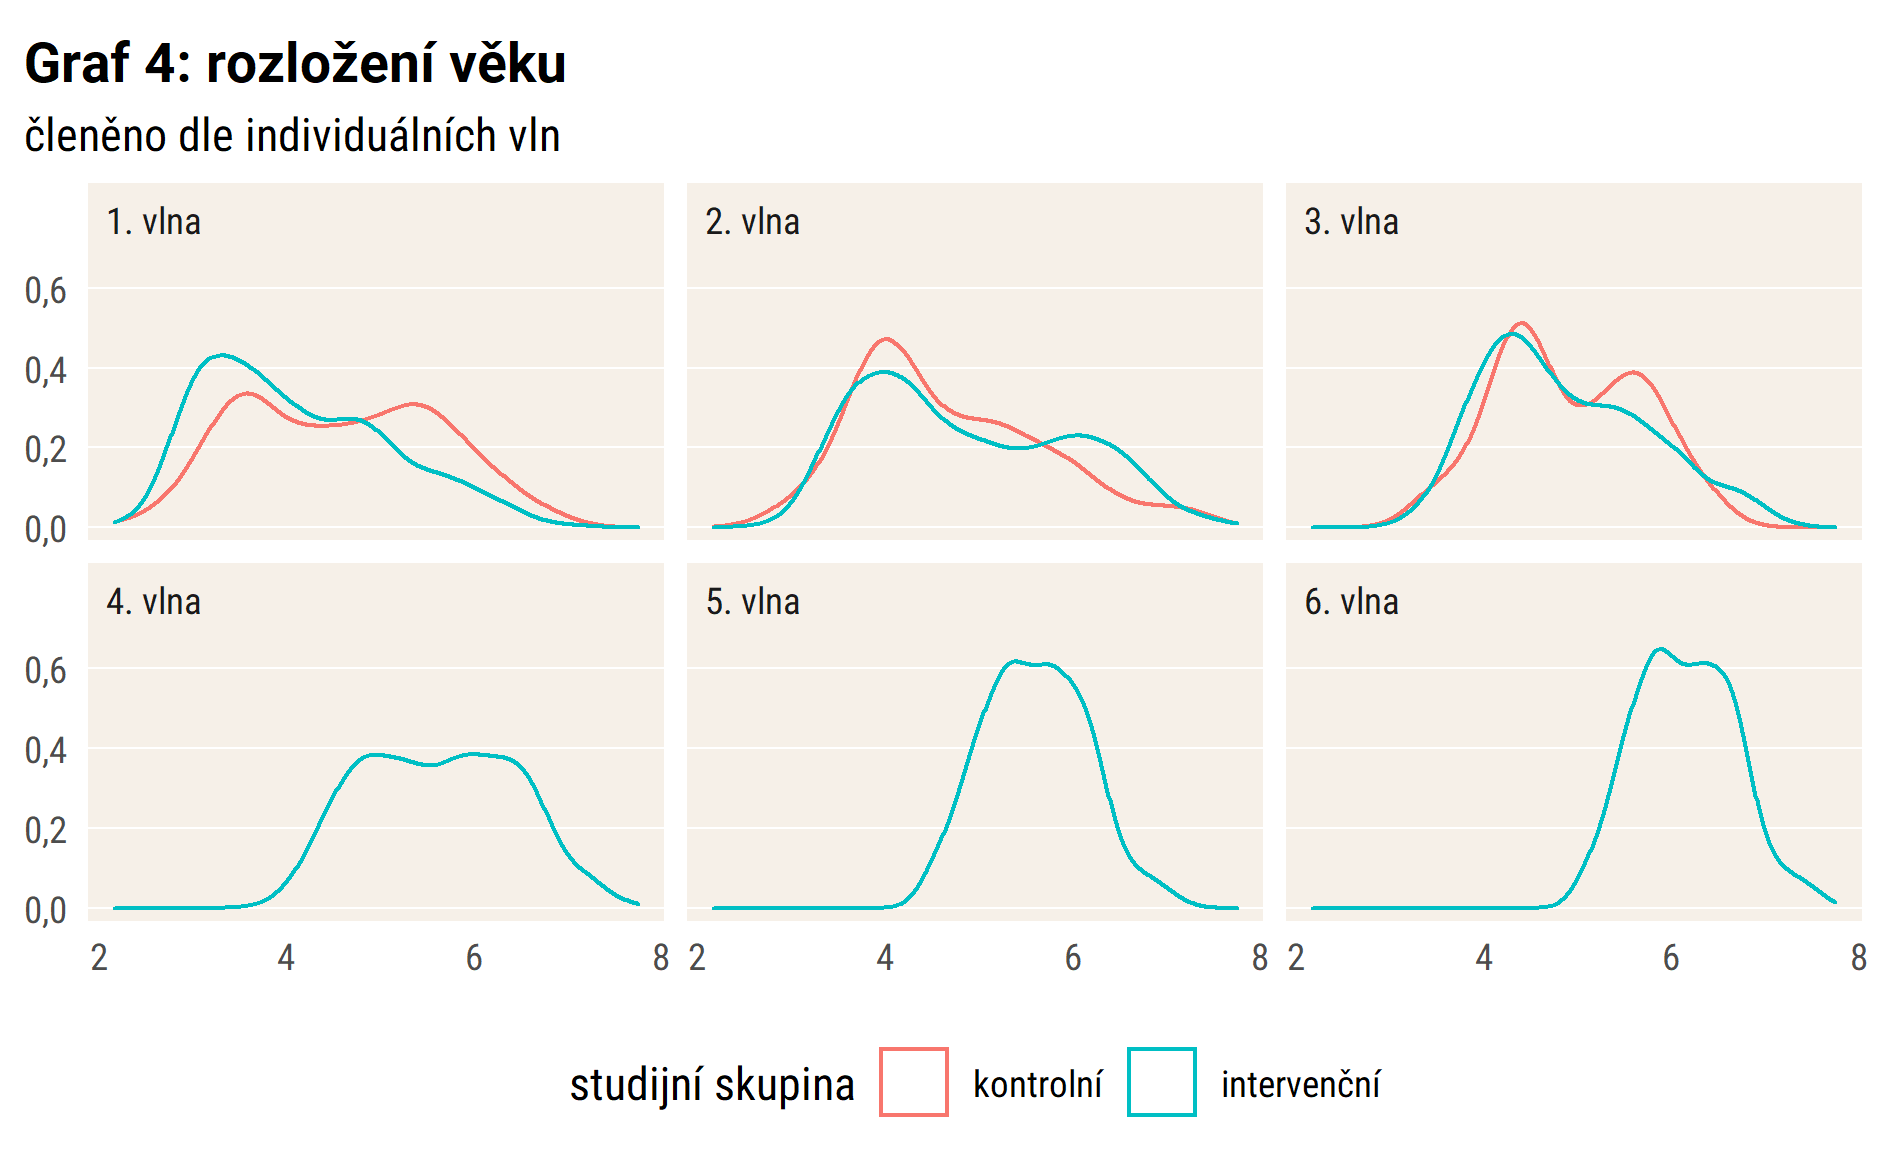 Graf 4: rozložení věku
členěno dle individuálních vln
1. vlna
2. vlna
3. vlna
0,6
0,4
0,2
0,0
4. vlna
5. vlna
6. vlna
0,6
0,4
0,2
0,0
2 4 6 8 2 4 6 8 2 4 6 8
studijní skupina kontrolní intervenční